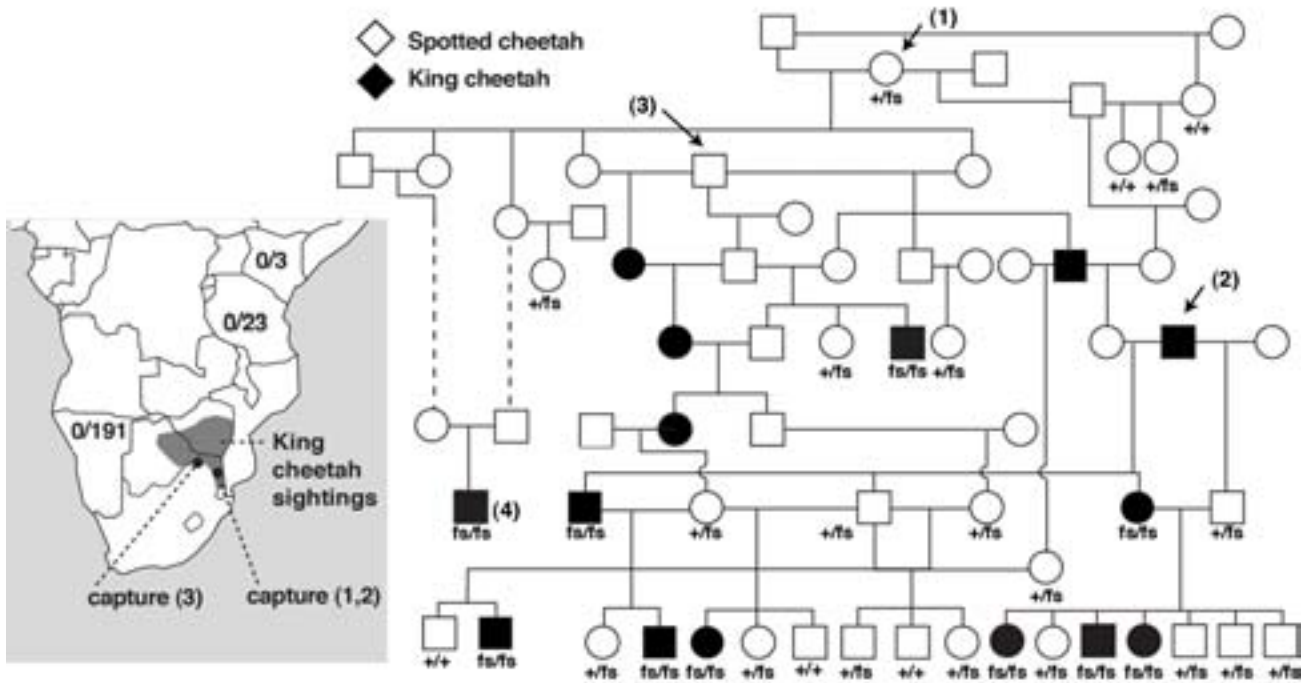 Spotted cheetah
King cheetah
(1)
+/fs
(3)
+/+
+/+ +/fs
0/3
+/fs
(2)
0/23
+/fs fs/fs +/fs
0/191
King
cheetah
sightings
(4)
fs/fs fs/fs +/fs +/fs +/fs fs/fs +/fs
capture (3) capture (1,2)
+/fs
+/+ fs/fs +/fs fs/fs fs/fs +/fs +/+ +/fs +/+ +/fs fs/fs +/fs fs/fs fs/fs +/fs +/fs +/fs